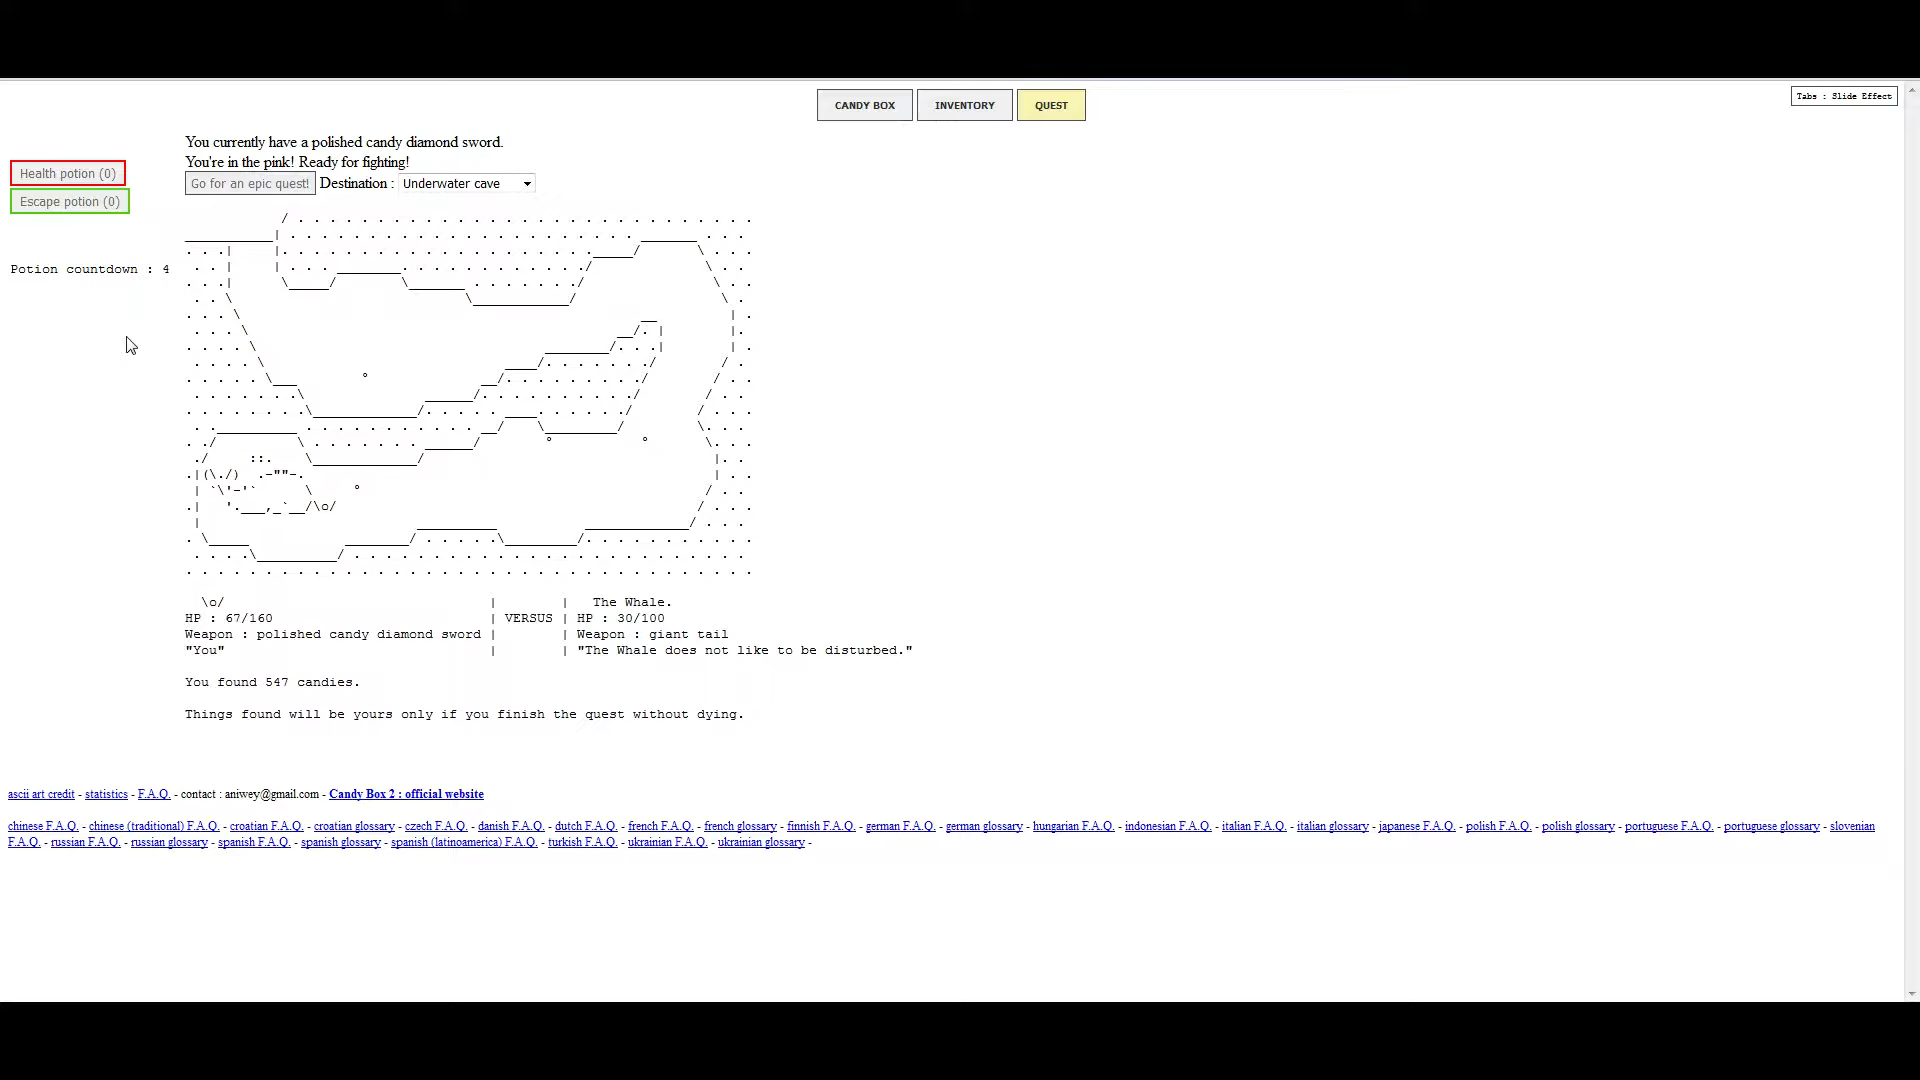 CANDY BOX INVENTORY QUEST
Tabs : Slide Effect
You currently have a polished candy diamond sword.
You're in the pink! Ready for fighting!
Health potion (0)
Go for an epic quest! Destination : Underwater cave
Escape potion (0)
Potion countdown : 4
\o/ | | The Whale.
HP : 67/160 | VERSUS | HP : 30/100
Weapon : polished candy diamond sword | | Weapon : giant tail
"You" | | "The Whale does not like to be disturbed."
You found 547 candies.
Things found will be yours only if you finish the quest without dying.
ascii art credit - statistics - F.A.Q. - contact : aniwey@gmail.com - Candy Box 2 : official website
chinese F.A.Q. - chinese (traditional) F.A.Q. - croatian F.A.Q. - croatian glossary - czech F.A.Q. - danish F.A.Q. - dutch F.A.Q. - french F.A.Q. - french glossary - finnish F.A.Q. - german F.A.Q. - german glossary - hungarian F.A.Q. - indonesian F.A.Q. - italian F.A.Q. - italian glossary - japanese F.A.Q. - polish F.A.Q. - polish glossary - portuguese F.A.Q. - portuguese glossary - slovenian
F.A.Q. - russian F.A.Q. - russian glossary - spanish F.A.Q. - spanish glossary - spanish (latinoamerica) F.A.Q. - turkish F.A.Q. - ukrainian F.A.Q. - ukrainian glossary -